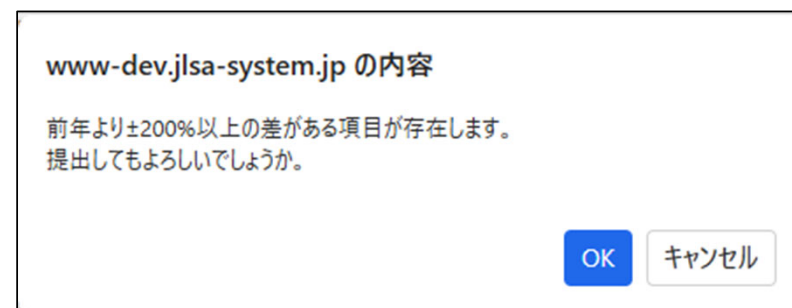 www-dev.jlsa-system.jp の内容
前年より±200%以上の差がある項目が存在します。
提出してもよろしいでしょうか。
OK キャンセル